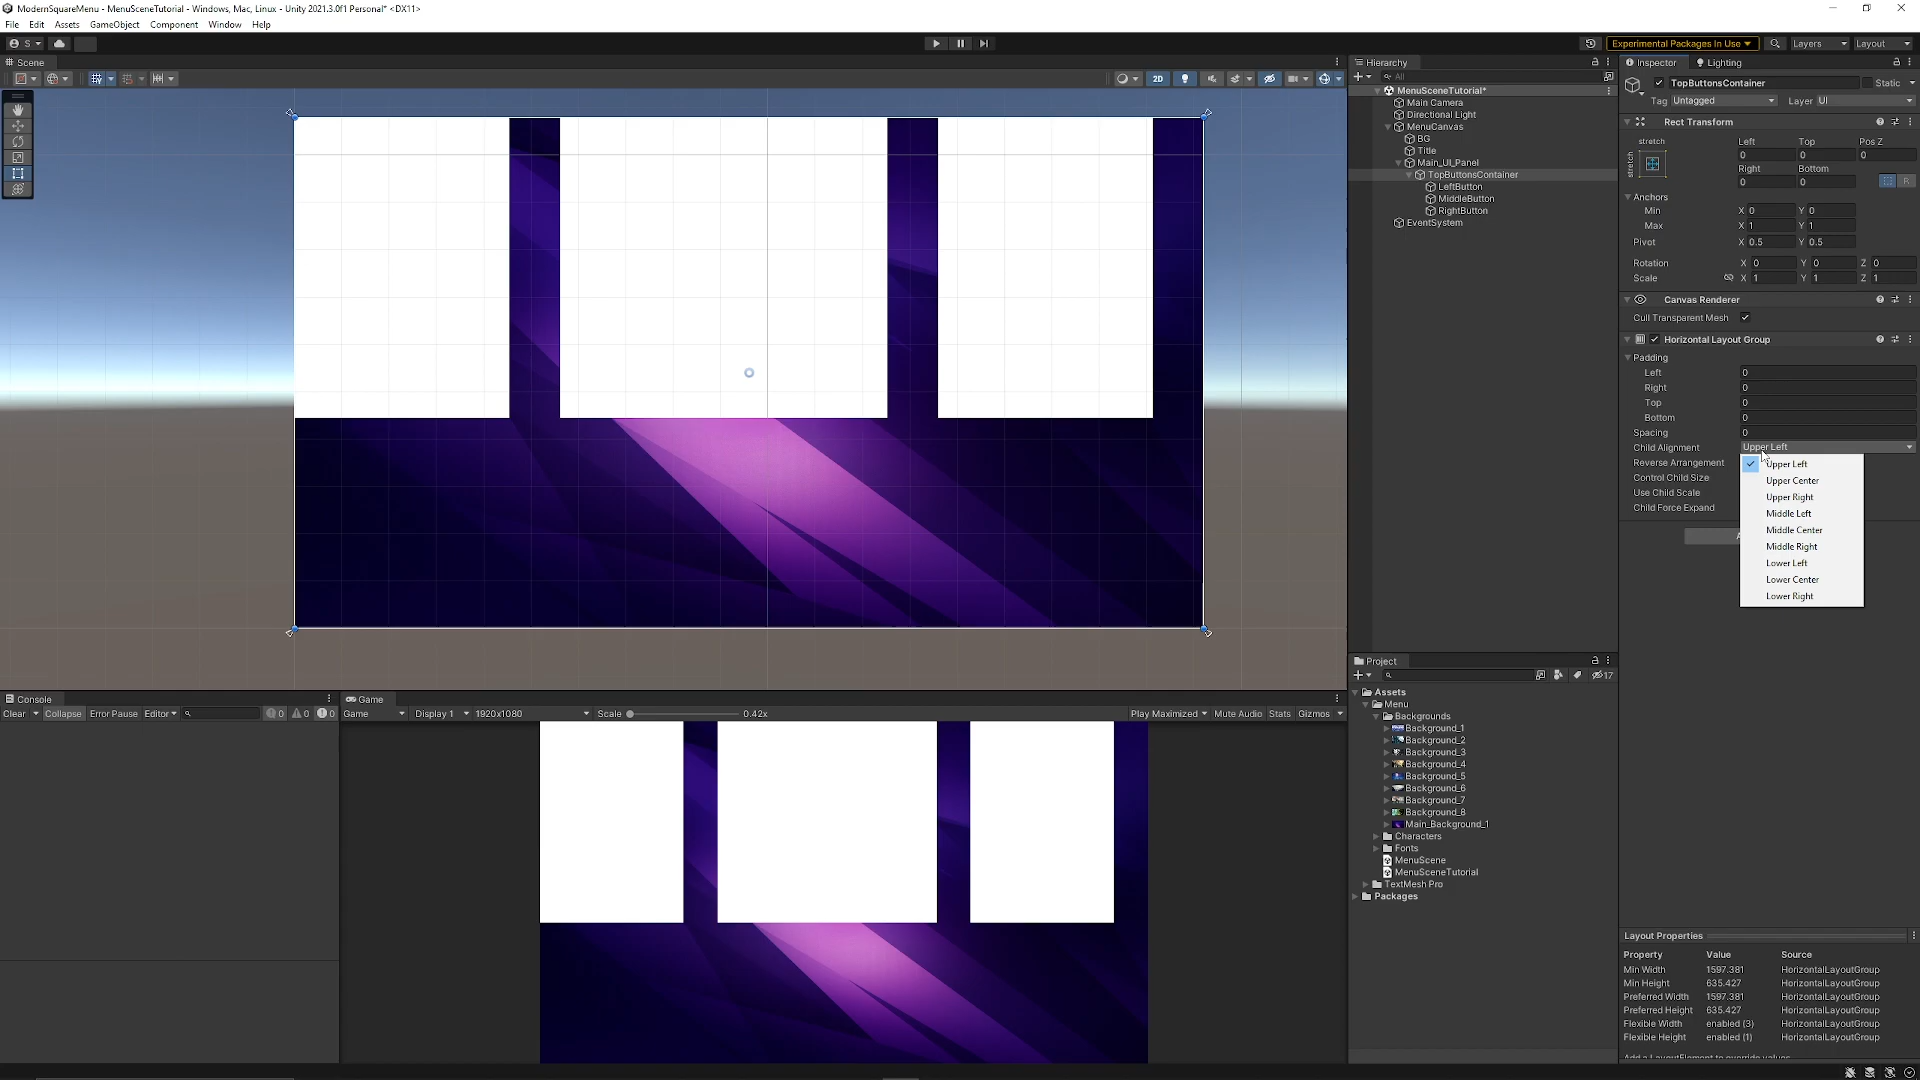 ModernSquareMenu - MenuSceneTutorial - Windows, Mac, Linux - Unity 2021.3.0f1 Personal* <DX11>
File Edit Assets GameObject Component Window Help
S
Experimental Packages In Use
Layers
Layout
Scene
2D
Hierarchy
All
MenuSceneTutorial*
Main Camera
Directional Light
MenuCanvas
BG
Title
Main_UI_Panel
TopButtonsContainer
LeftButton
MiddleButton
RightButton
EventSystem
Inspector
Lighting
TopButtonsContainer
Static
Tag Untagged
Layer UI
Rect Transform
stretch
stretch
Left Top Pos Z
0 0 0
Right Bottom
0 0
R
Anchors
Min X 0 Y 0
Max X 1 Y 1
Pivot X 0.5 Y 0.5
Rotation X 0 Y 0 Z 0
Scale X 1 Y 1 Z 1
Canvas Renderer
Cull Transparent Mesh
Horizontal Layout Group
Padding
Left 0
Right 0
Top 0
Bottom 0
Spacing 0
Child Alignment Upper Left
Reverse Arrangement
Control Child Size
Use Child Scale
Child Force Expand
Upper Left
Upper Center
Upper Right
Middle Left
Middle Center
Middle Right
Lower Left
Lower Center
Lower Right
Project
17
Assets
Menu
Backgrounds
Background_1
Background_2
Background_3
Background_4
Background_5
Background_6
Background_7
Background_8
Main_Background_1
Characters
Fonts
MenuScene
MenuSceneTutorial
TextMesh Pro
Packages
Console
Clear Collapse Error Pause Editor
0 0 0
Game
Game Display 1 1920x1080 Scale 0.42x
Play Maximized Mute Audio Stats Gizmos
Layout Properties
Property Value Source
Min Width 1597.381 HorizontalLayoutGroup
Min Height 635.427 HorizontalLayoutGroup
Preferred Width 1597.381 HorizontalLayoutGroup
Preferred Height 635.427 HorizontalLayoutGroup
Flexible Width enabled (3) HorizontalLayoutGroup
Flexible Height enabled (1) HorizontalLayoutGroup
Add a LayoutElement to override values